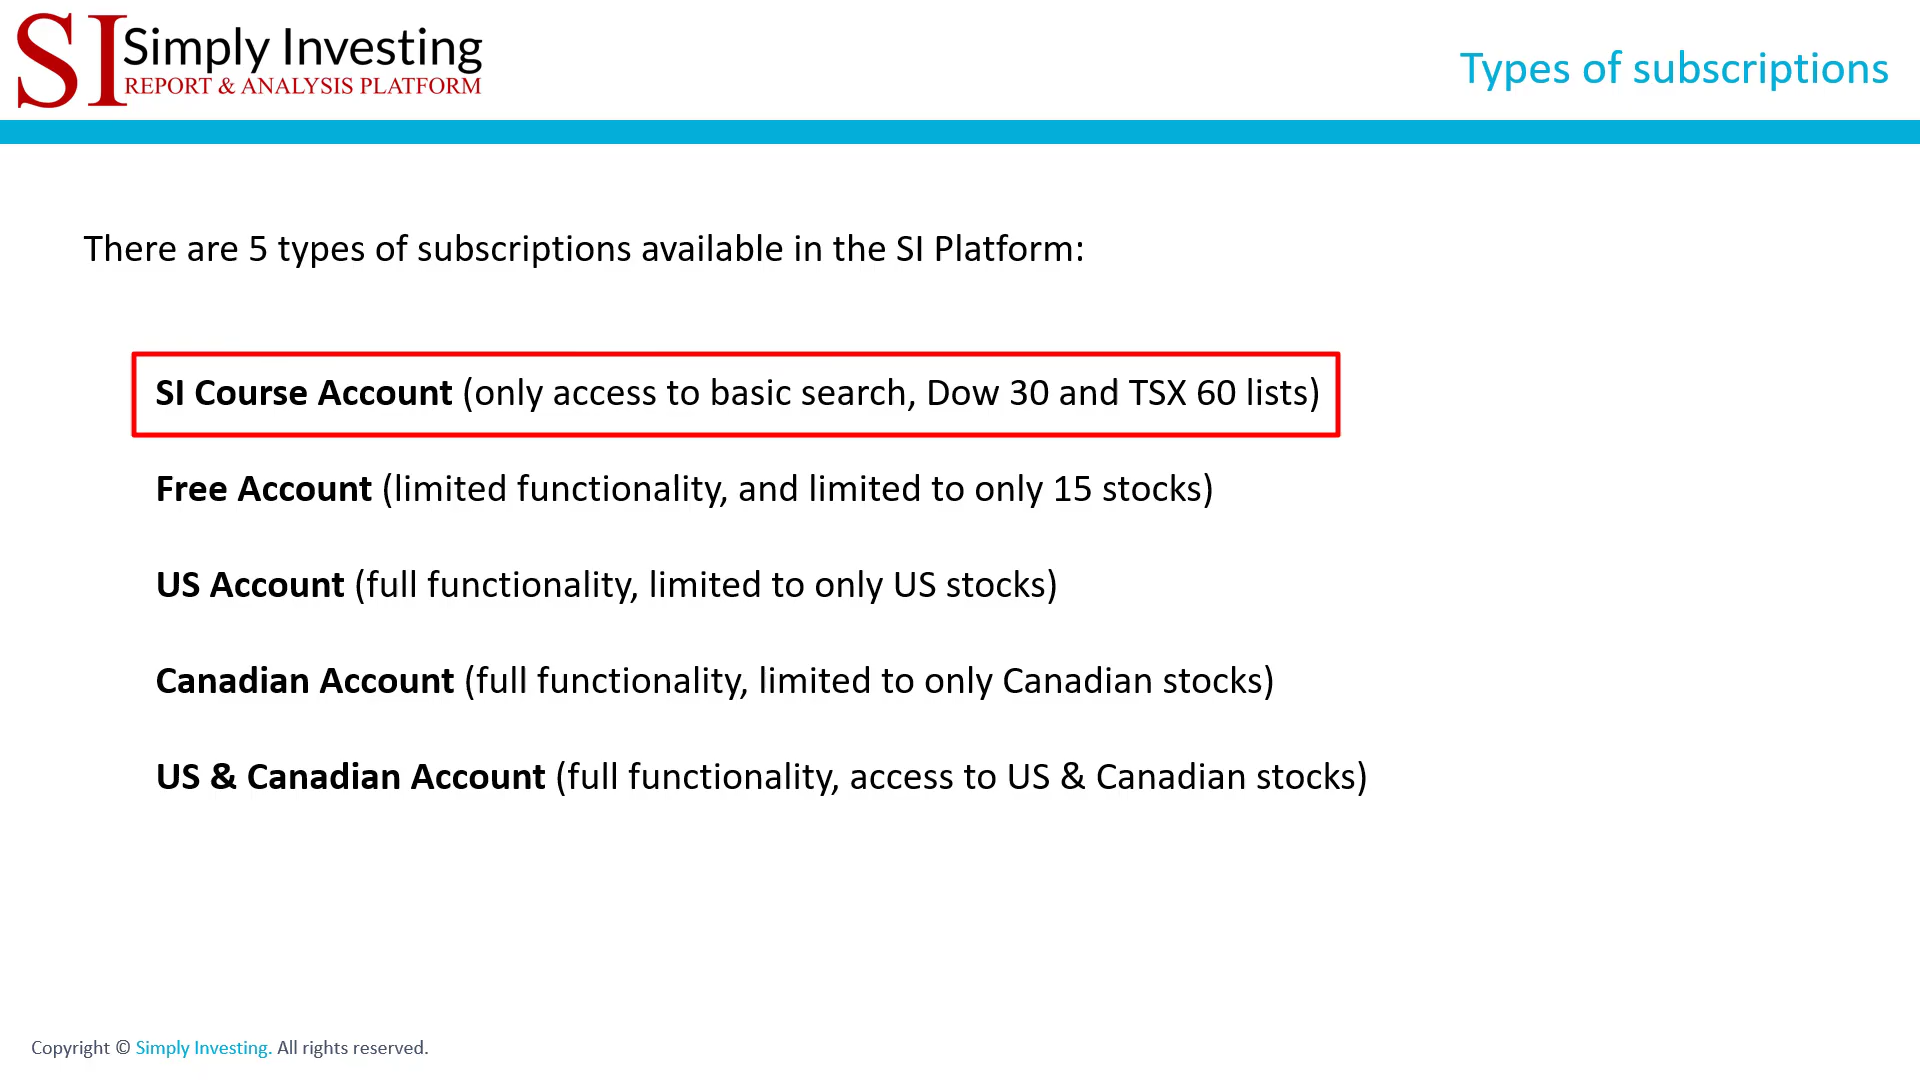 SI Simply Investing
REPORT & ANALYSIS PLATFORM
Types of subscriptions
There are 5 types of subscriptions available in the SI Platform:
SI Course Account (only access to basic search, Dow 30 and TSX 60 lists)
Free Account (limited functionality, and limited to only 15 stocks)
US Account (full functionality, limited to only US stocks)
Canadian Account (full functionality, limited to only Canadian stocks)
US & Canadian Account (full functionality, access to US & Canadian stocks)
Copyright © Simply Investing. All rights reserved.